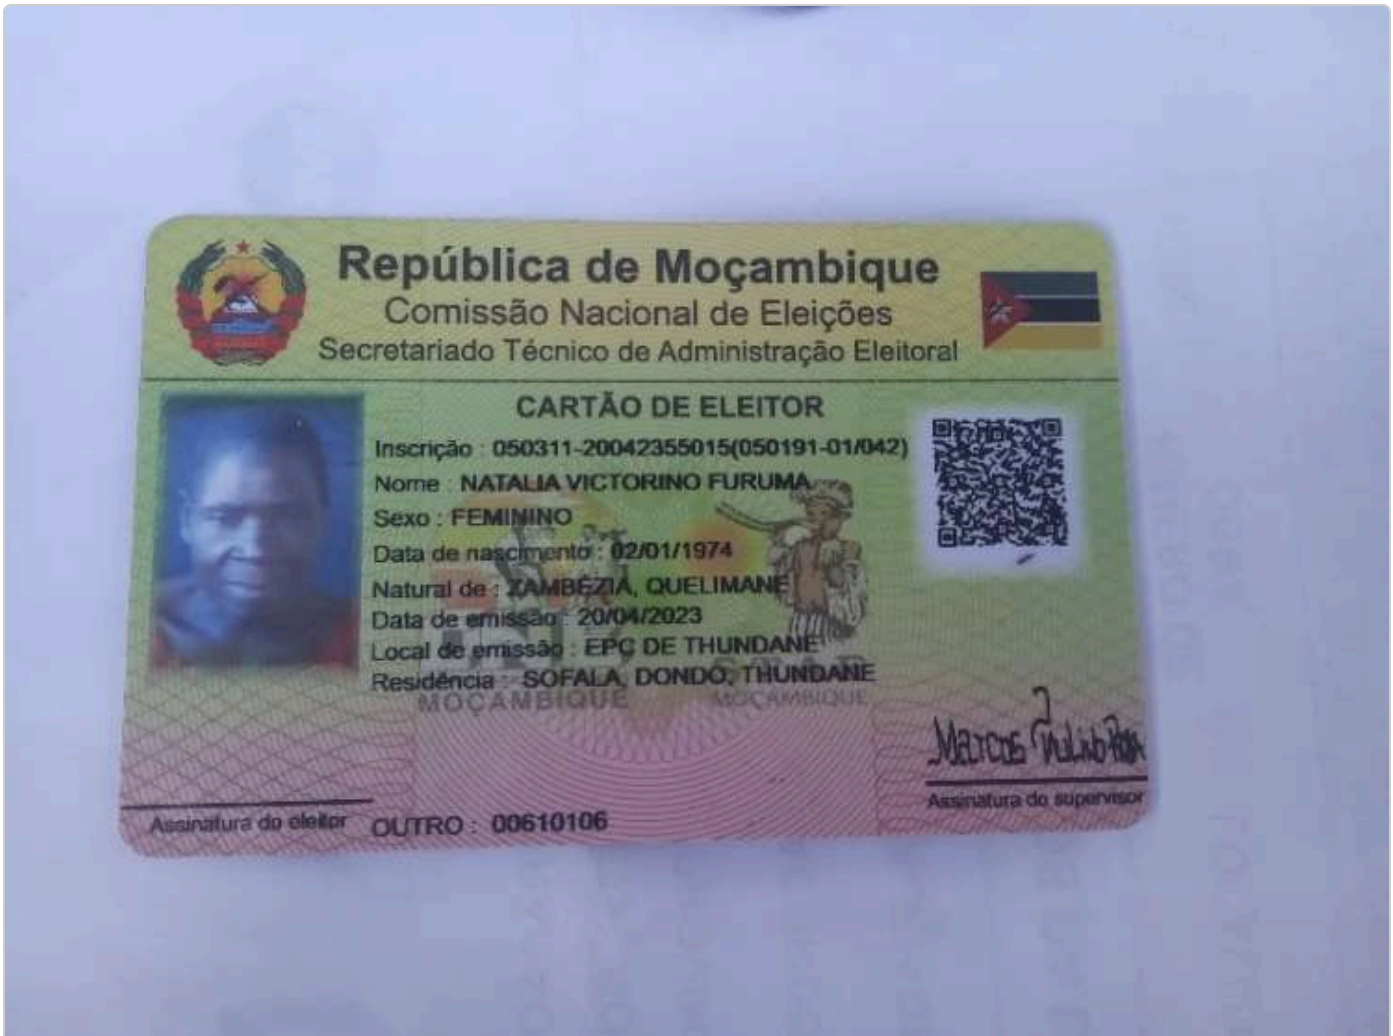 República de Moçambique
Comissão Nacional de Eleições
Secretariado Técnico de Administração Eleitoral
CARTÃO DE ELEITOR
Inscrição : 050311-20042355015(050191-01/042)
Nome : NATALIA VICTORINO FURUMA
Sexo : FEMININO
Data de nascimento : 02/01/1974
Natural de : ZAMBÉZIA, QUELIMANE
Data de emissão : 20/04/2023
Local de emissão : EPC DE THUNDANE
Residência : SOFALA, DONDO, THUNDANE
MOÇAMBIQUE MOÇAMBIQUE
Marcos
Assinatura do eleitor
OUTRO : 00610106
Assinatura do supervisor